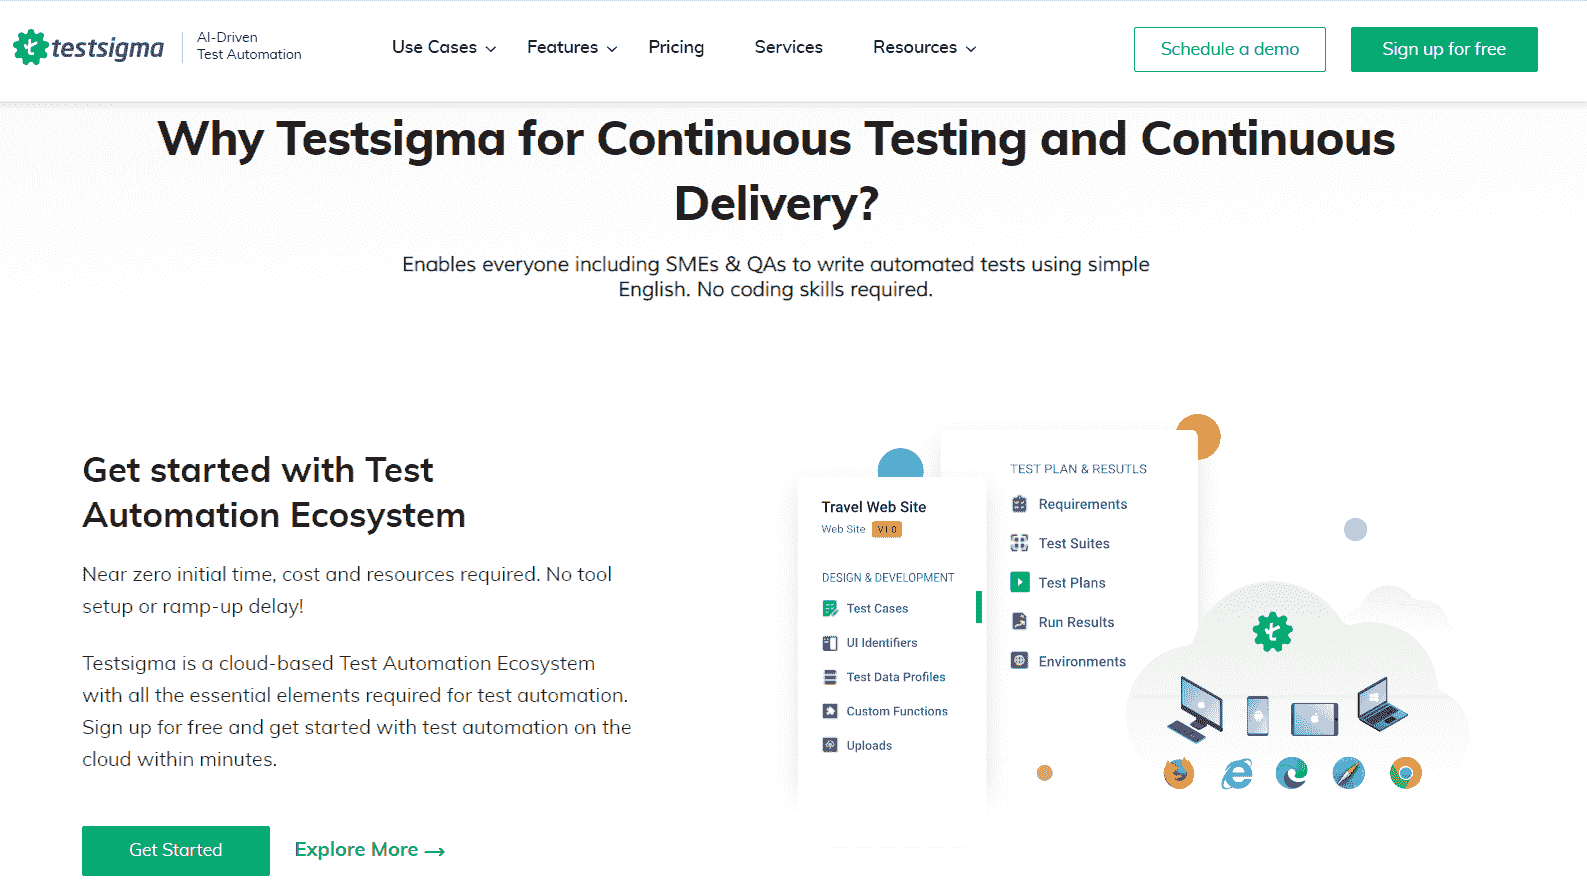 testsigma
AI-Driven
Test Automation
Use Cases
Features
Pricing
Services
Resources
Schedule a demo
Sign up for free
Why Testsigma for Continuous Testing and Continuous
Delivery?
Enables everyone including SMEs & QAs to write automated tests using simple
English. No coding skills required.
Get started with Test
Automation Ecosystem
Near zero initial time, cost and resources required. No tool
setup or ramp-up delay!
Testsigma is a cloud-based Test Automation Ecosystem
with all the essential elements required for test automation.
Sign up for free and get started with test automation on the
cloud within minutes.
Get Started
Explore More →
Travel Web Site
Web Site V1.0
DESIGN & DEVELOPMENT
Test Cases
UI Identifiers
Test Data Profiles
Custom Functions
Uploads
TEST PLAN & RESUTLS
Requirements
Test Suites
Test Plans
Run Results
Environments